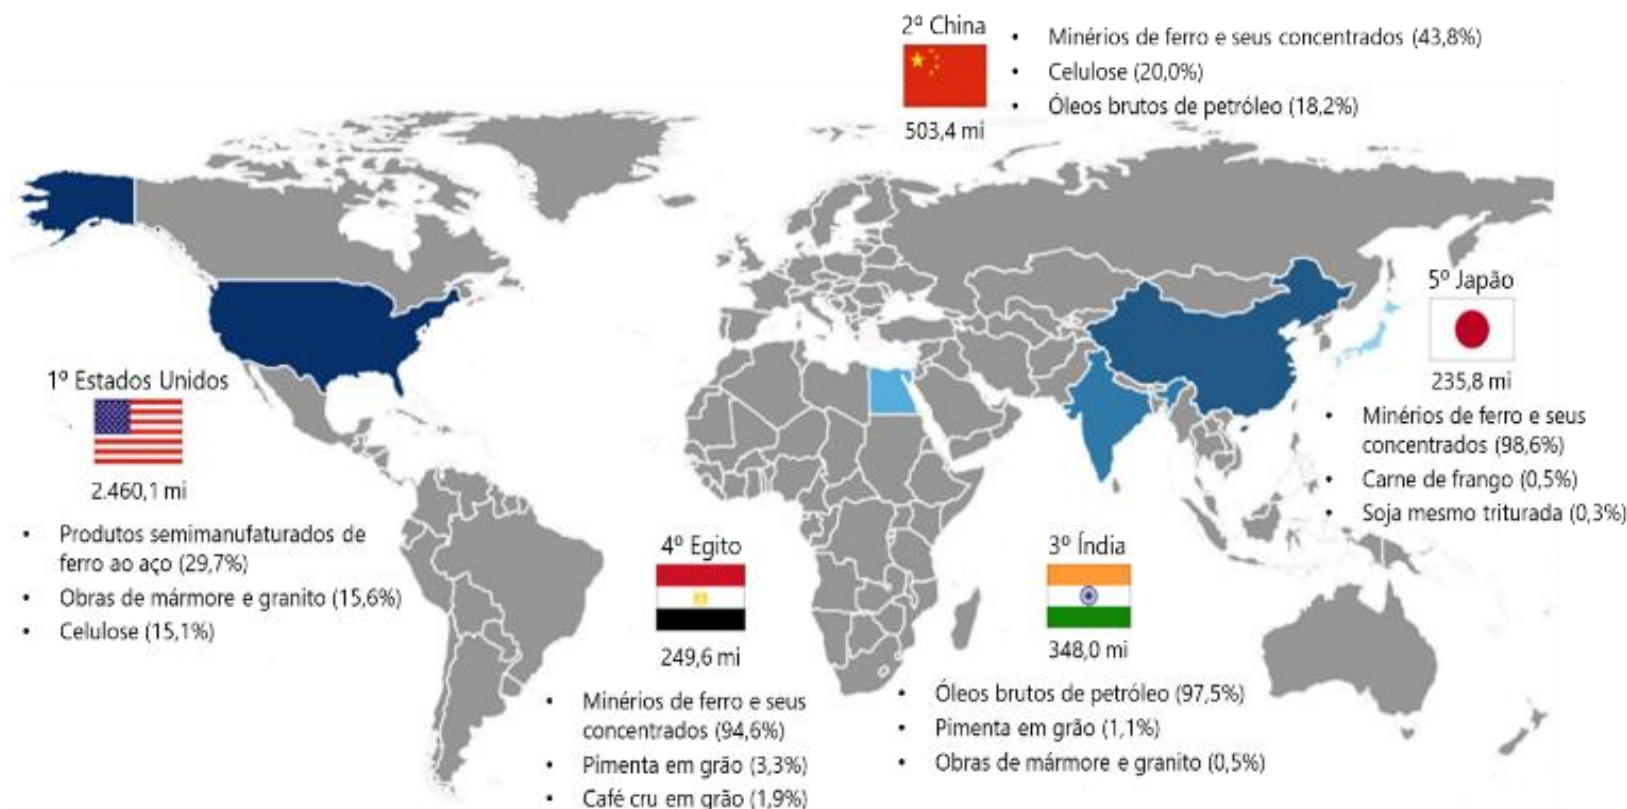 2º China
503,4 mi
• Minérios de ferro e seus concentrados (43,8%)
• Celulose (20,0%)
• Óleos brutos de petróleo (18,2%)
1º Estados Unidos
2.460,1 mi
• Produtos semimanufaturados de
ferro ao aço (29,7%)
• Obras de mármore e granito (15,6%)
• Celulose (15,1%)
5º Japão
235,8 mi
• Minérios de ferro e seus
concentrados (98,6%)
• Carne de frango (0,5%)
• Soja mesmo triturada (0,3%)
4º Egito
249,6 mi
• Minérios de ferro e seus
concentrados (94,6%)
• Pimenta em grão (3,3%)
• Café cru em grão (1,9%)
3º Índia
348,0 mi
• Óleos brutos de petróleo (97,5%)
• Pimenta em grão (1,1%)
• Obras de mármore e granito (0,5%)